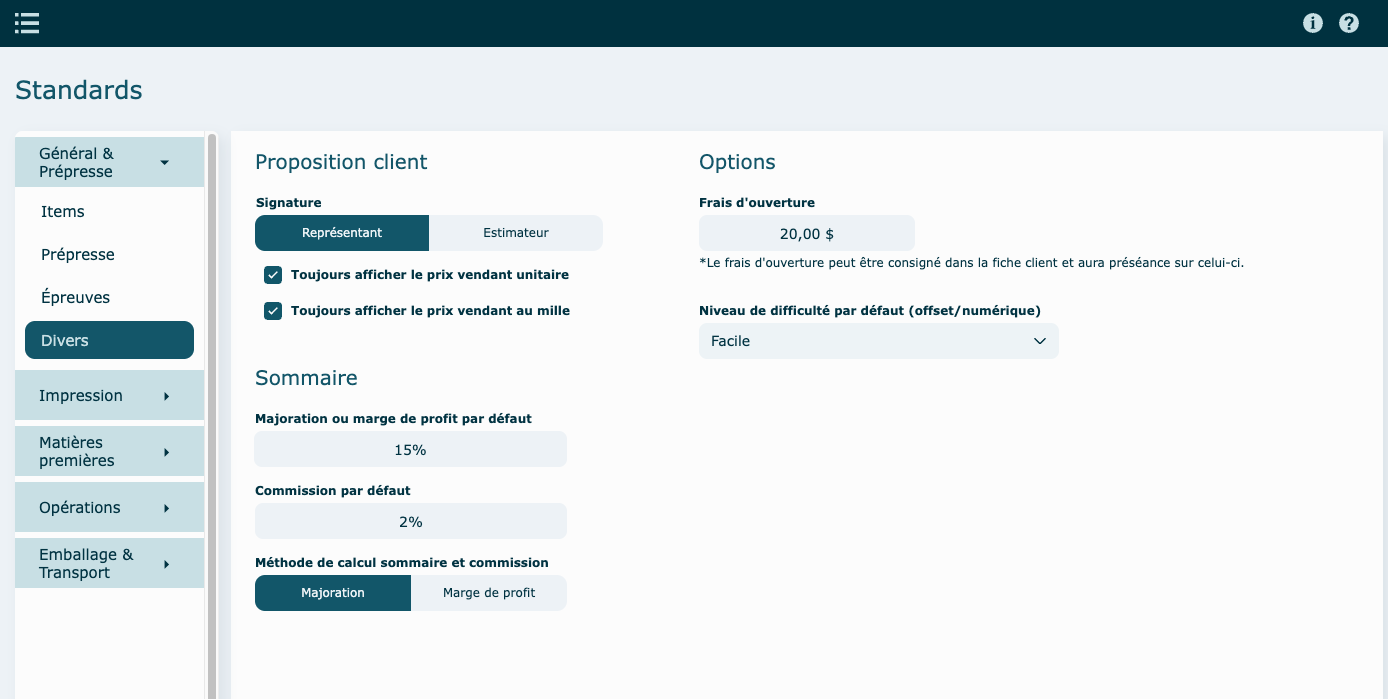 Standards
Général &
Prépresse
Items
Prépresse
Épreuves
Divers
Impression
Matières
premières
Opérations
Emballage &
Transport
Proposition client
Signature
Représentant
Estimateur
Toujours afficher le prix vendant unitaire
Toujours afficher le prix vendant au mille
Sommaire
Majoration ou marge de profit par défaut
15%
Commission par défaut
2%
Méthode de calcul sommaire et commission
Majoration
Marge de profit
Options
Frais d'ouverture
20,00 $
*Le frais d'ouverture peut être consigné dans la fiche client et aura préséance sur celui-ci.
Niveau de difficulté par défaut (offset/numérique)
Facile